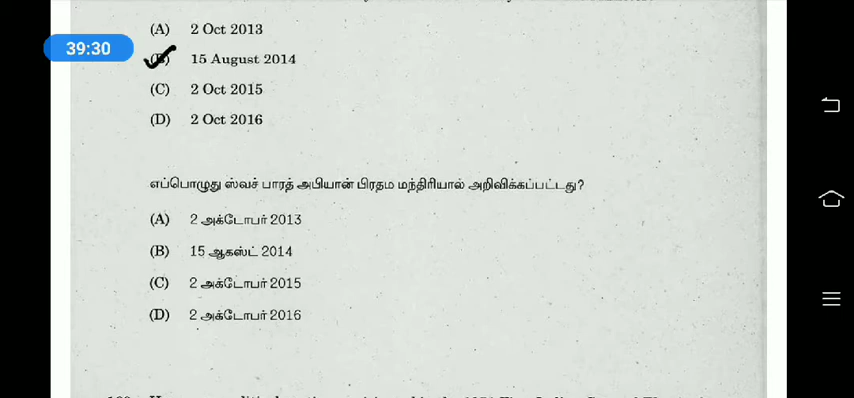 (A) 2 Oct 2013
39:30
(B) 15 August 2014
(C) 2 Oct 2015
(D) 2 Oct 2016
எப்பொழுது ஸ்வச் பாரத் அபியான் பிரதம மந்திரியால் அறிவிக்கப்பட்டது?
(A) 2 அக்டோபர் 2013
(B) 15 ஆகஸ்ட் 2014
(C) 2 அக்டோபர் 2015
(D) 2 அக்டோபர் 2016